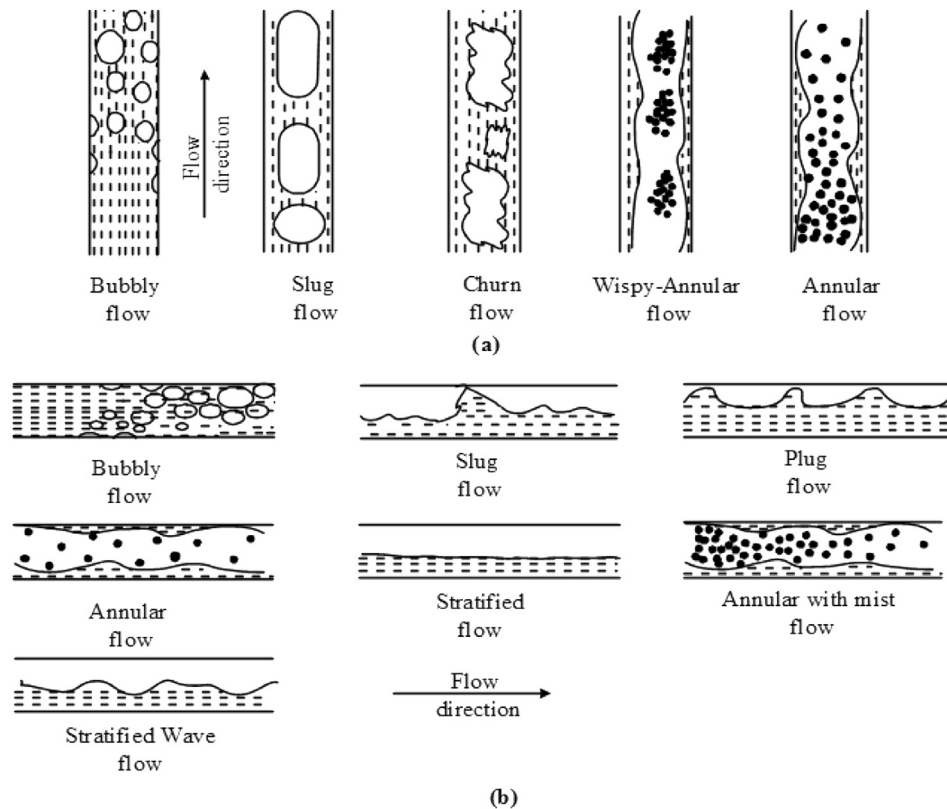 Flow
direction
Bubbly
flow
Slug
flow
Churn
flow
Wispy-Annular
flow
Annular
flow
(a)
Bubbly
flow
Slug
flow
Plug
flow
Annular
flow
Stratified
flow
Annular with mist
flow
Stratified Wave
flow
Flow
direction
(b)